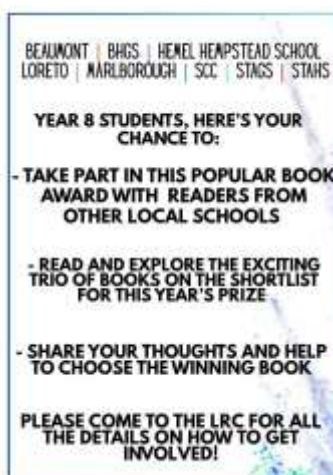 BEAUMONT | BHGS | HEMEL HEMPSTEAD SCHOOL
LORETO | MARLBOROUGH | SCC | STAGS | STAHS
YEAR 8 STUDENTS, HERE'S YOUR
CHANCE TO:
- TAKE PART IN THIS POPULAR BOOK
AWARD WITH READERS FROM
OTHER LOCAL SCHOOLS
- READ AND EXPLORE THE EXCITING
TRIO OF BOOKS ON THE SHORTLIST
FOR THIS YEAR'S PRIZE
- SHARE YOUR THOUGHTS AND HELP
TO CHOOSE THE WINNING BOOK
PLEASE COME TO THE LRC FOR ALL
THE DETAILS ON HOW TO GET
INVOLVED!